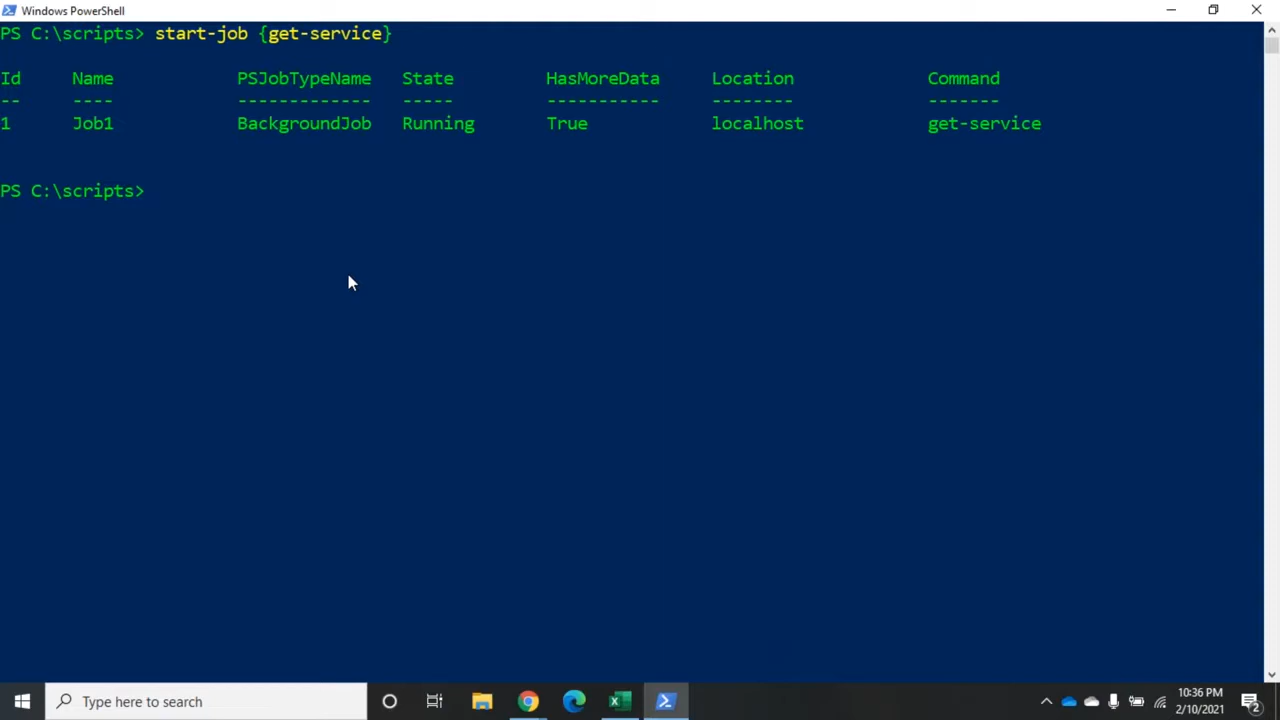 Windows PowerShell
PS C:\scripts> start-job {get-service}
Id Name PSJobTypeName State HasMoreData Location Command
-- ---- ------------- ----- ----------- -------- -------
1 Job1 BackgroundJob Running True localhost get-service
PS C:\scripts>
Type here to search
10:36 PM
2/10/2021
2